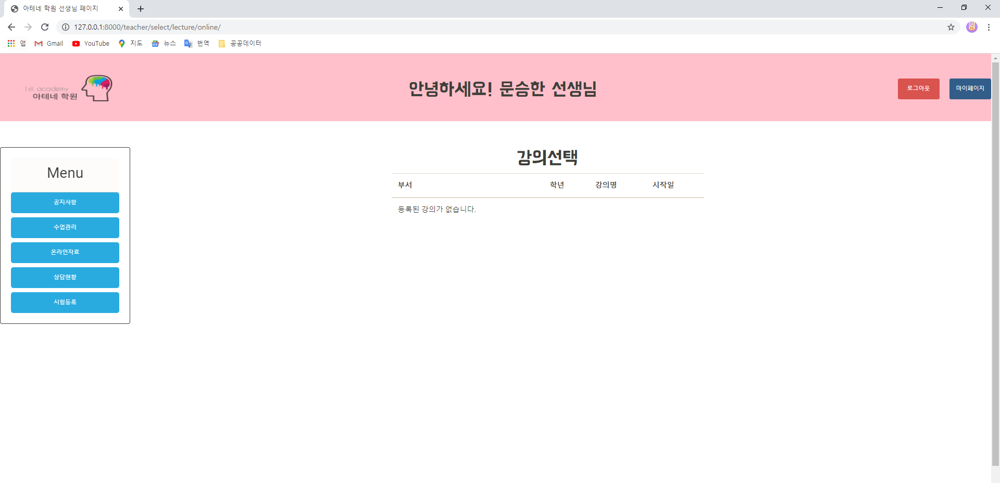 아테네 학원 선생님 페이지
127.0.0.1:8000/teacher/select/lecture/online/
앱 Gmail YouTube 지도 뉴스 번역 공공데이터
1st. academy
아테네 학원
안녕하세요! 문승한 선생님
로그아웃 마이페이지
Menu
공지사항
수업관리
온라인자료
상담현황
시험등록
강의선택
부서 학년 강의명 시작일
등록된 강의가 없습니다.